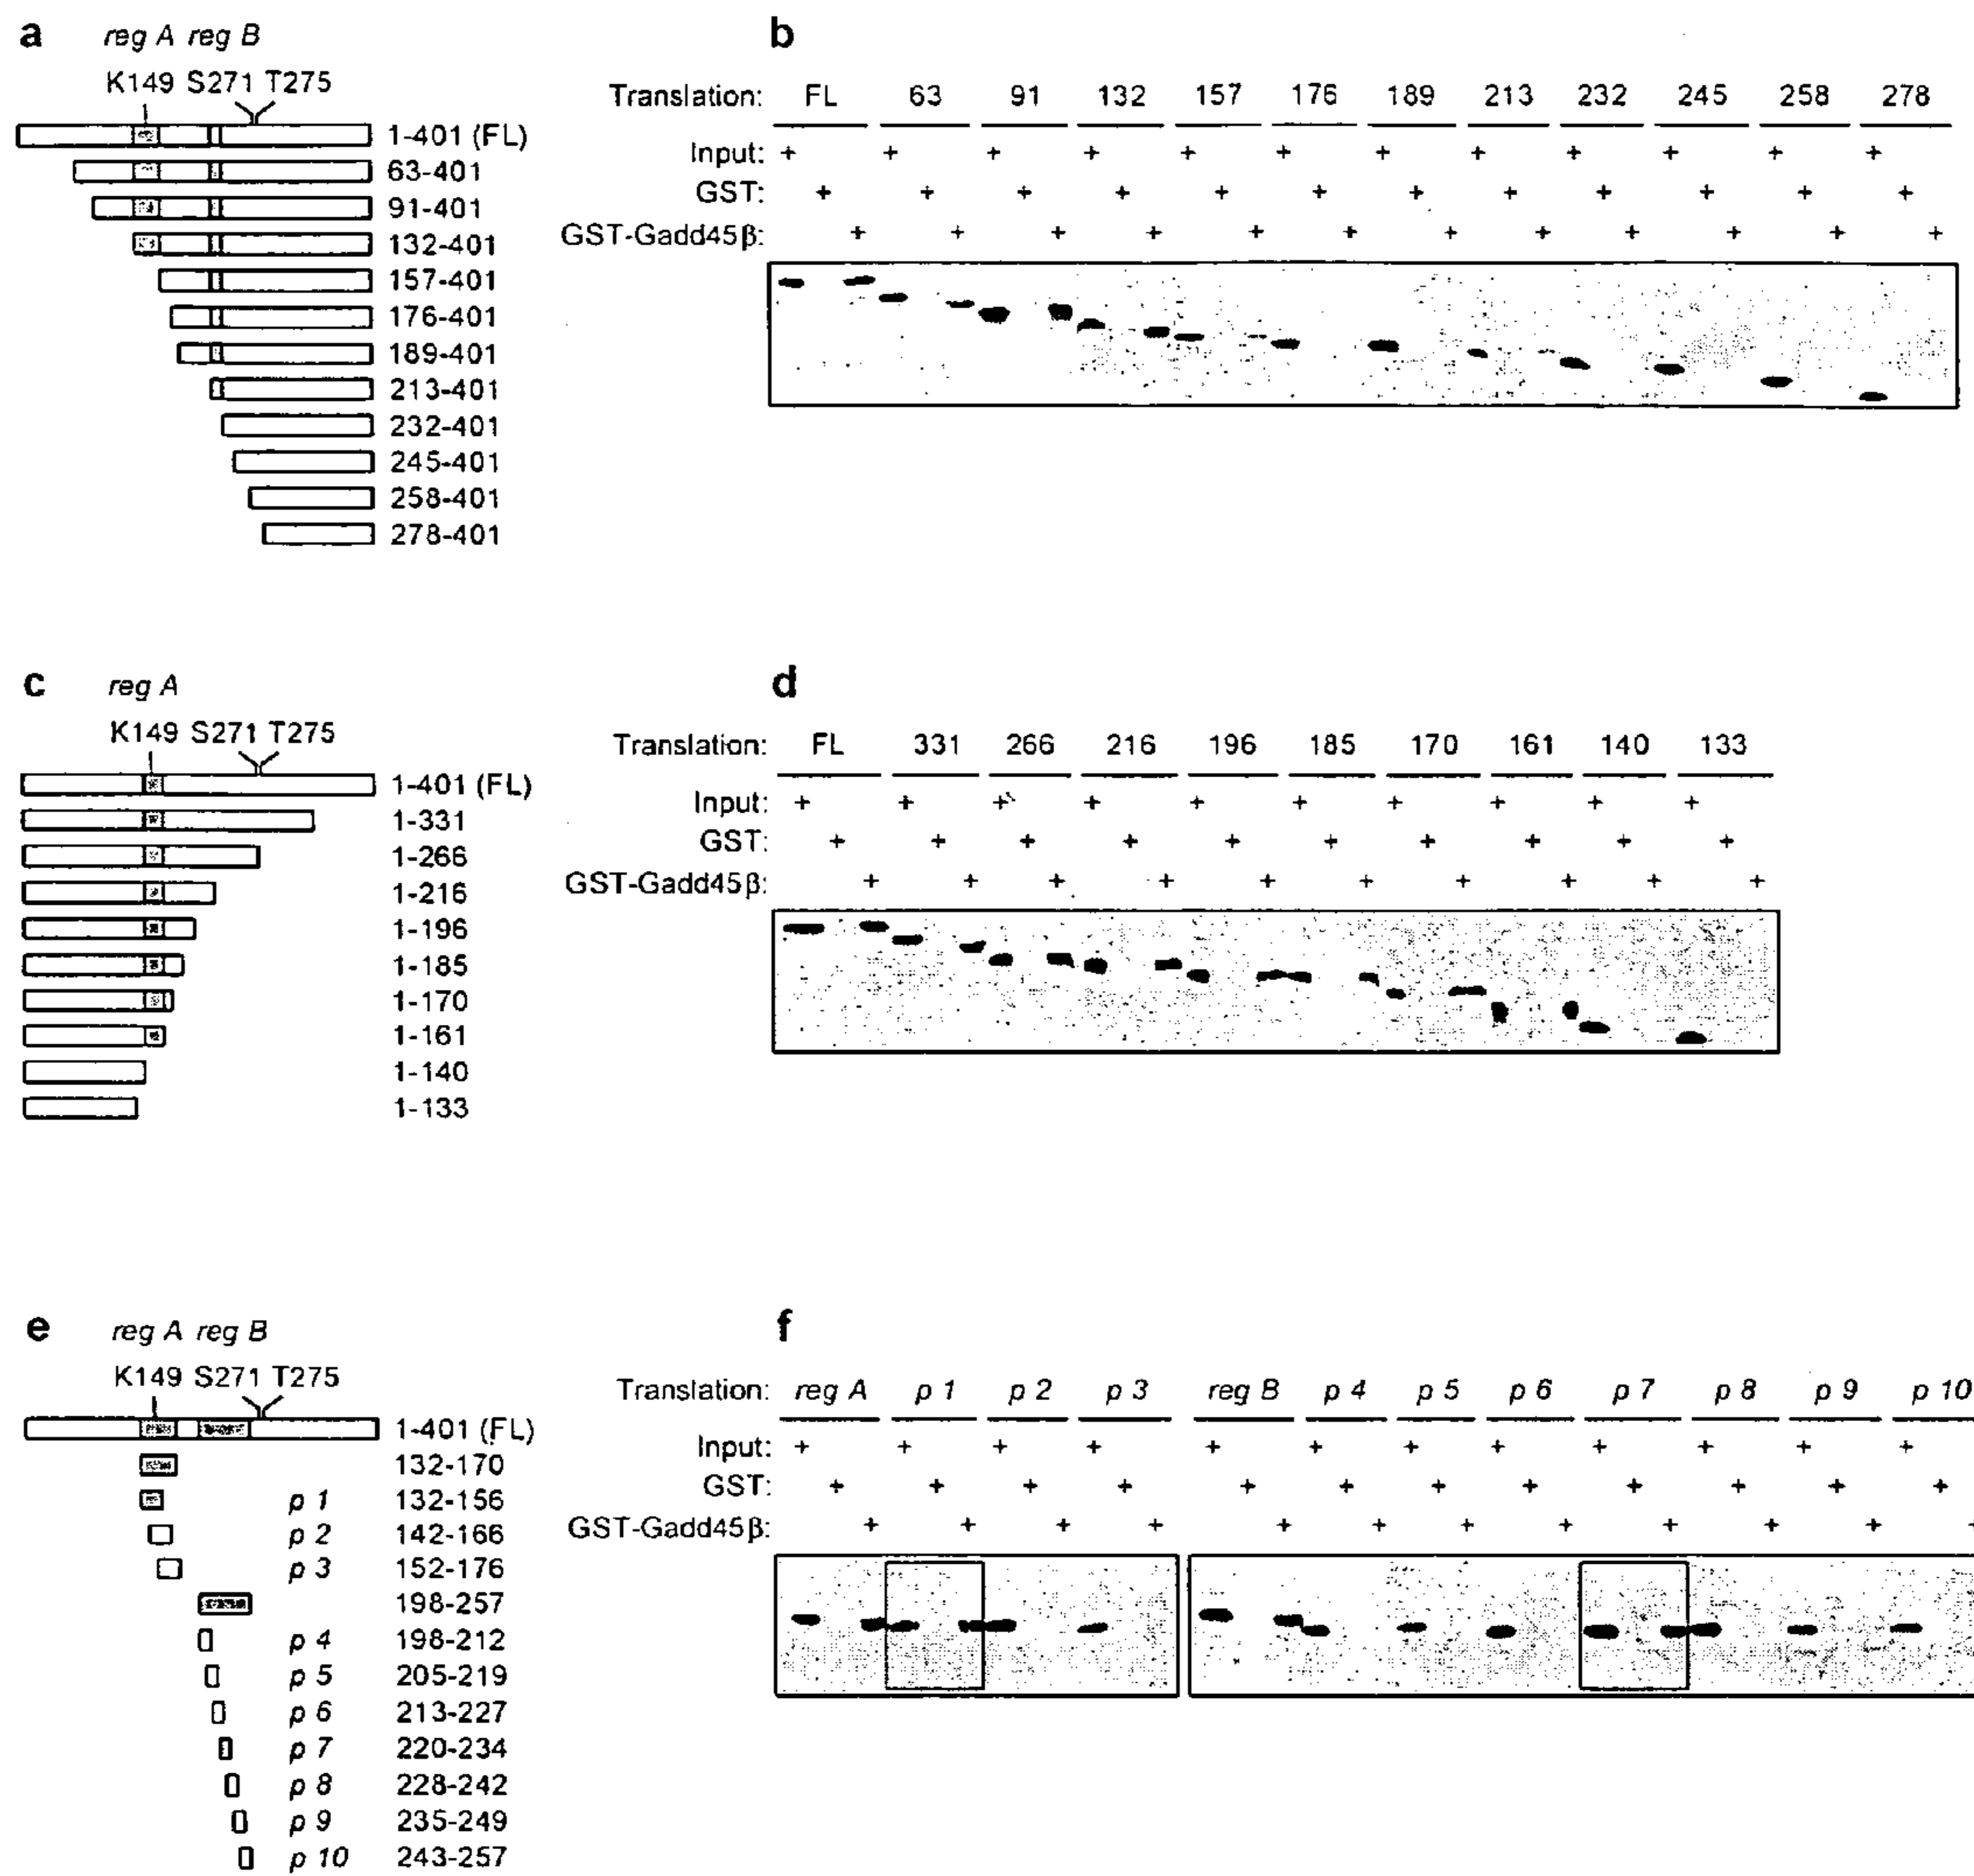 a
reg A reg B
K149 S271 T275
1-401 (FL)
63-401
91-401
132-401
157-401
176-401
189-401
213-401
232-401
245-401
258-401
278-401
b
Translation: FL 63 91 132 157 176 189 213 232 245 258 278
Input: + + + + + + + + + + + +
GST: + + + + + + + + + + + +
GST-Gadd45β: + + + + + + + + + + + +
c
reg A
K149 S271 T275
1-401 (FL)
1-331
1-266
1-216
1-196
1-185
1-170
1-161
1-140
1-133
d
Translation: FL 331 266 216 196 185 170 161 140 133
Input: + + + + + + + + + +
GST: + + + + + + + + + +
GST-Gadd45β: + + + + + + + + + +
e
reg A reg B
K149 S271 T275
1-401 (FL)
132-170
p 1 132-156
p 2 142-166
p 3 152-176
198-257
p 4 198-212
p 5 205-219
p 6 213-227
p 7 220-234
p 8 228-242
p 9 235-249
p 10 243-257
f
Translation: reg A p 1 p 2 p 3 reg B p 4 p 5 p 6 p 7 p 8 p 9 p 10
Input: + + + + + + + + + + + +
GST: + + + + + + + + + + + +
GST-Gadd45β: + + + + + + + + + + + +